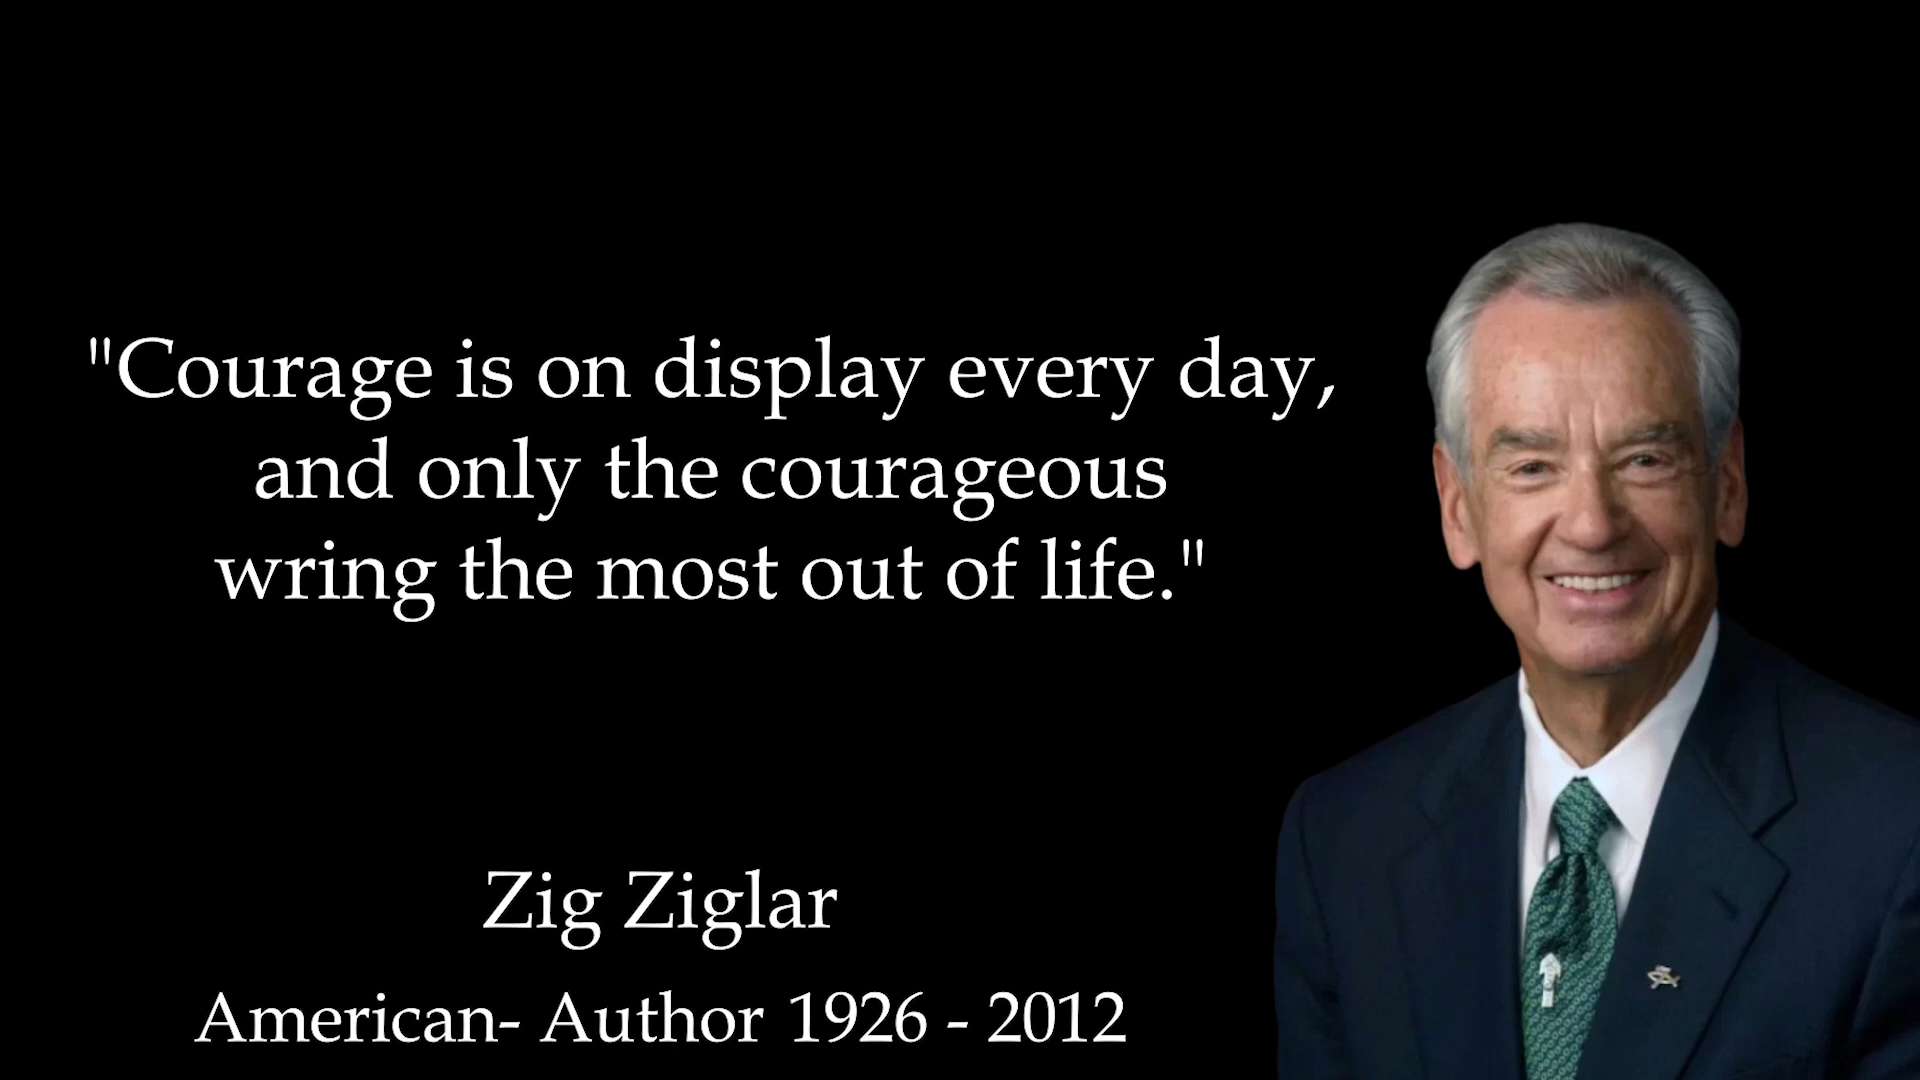 "Courage is on display every day,
and only the courageous
wring the most out of life."
Zig Ziglar
American- Author 1926 - 2012